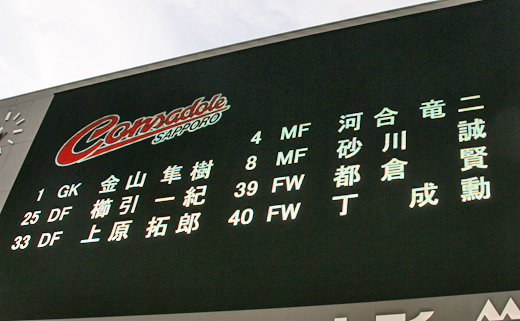 Consadole
SAPPORO
1 GK 金山 隼樹
25 DF 櫛引 一紀
33 DF 上原 拓郎
4 MF 河合 竜二
8 MF 砂川 誠
39 FW 都倉 賢
40 FW 丁 成勲